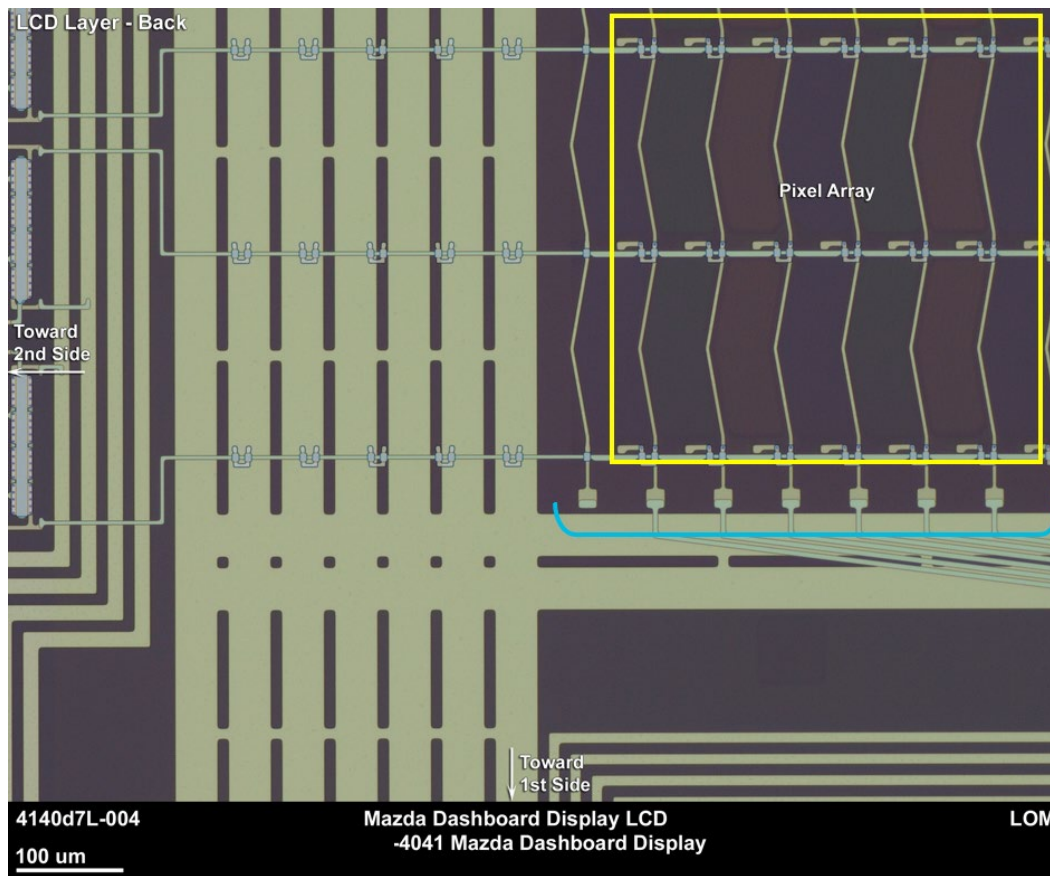 LCD Layer - Back
Pixel Array
Toward
2nd Side
Toward
1st Side
4140d7L-004
Mazda Dashboard Display LCD
LOM
-4041 Mazda Dashboard Display
100 um